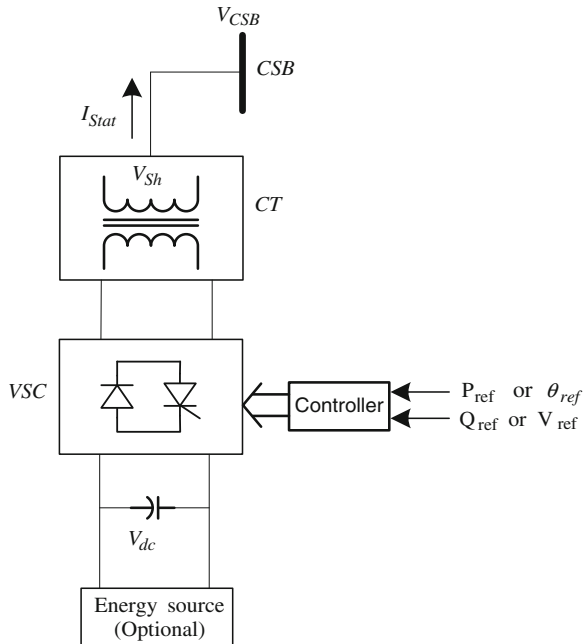 V_CSB
CSB
I_Stat
V_Sh
CT
VSC
Controller
P_ref or θ_ref
Q_ref or V_ref
V_dc
Energy source
(Optional)